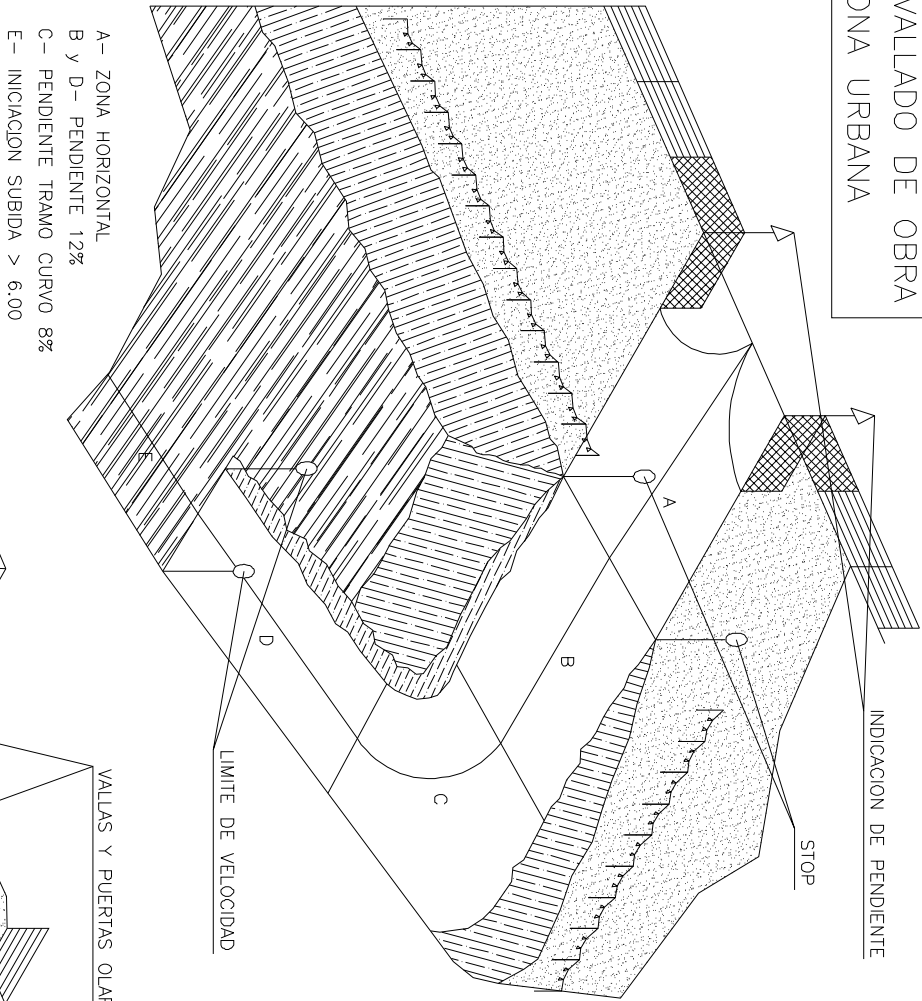 VALLADO DE OBRA
ONA URBANA
INDICACION DE PENDIENTE
STOP
A
B
C
D
E
LIMITE DE VELOCIDAD
VALLAS Y PUERTAS OLAP
A- ZONA HORIZONTAL
B y D- PENDIENTE 12%
C- PENDIENTE TRAMO CURVO 8%
E- INICIACION SUBIDA > 6.00